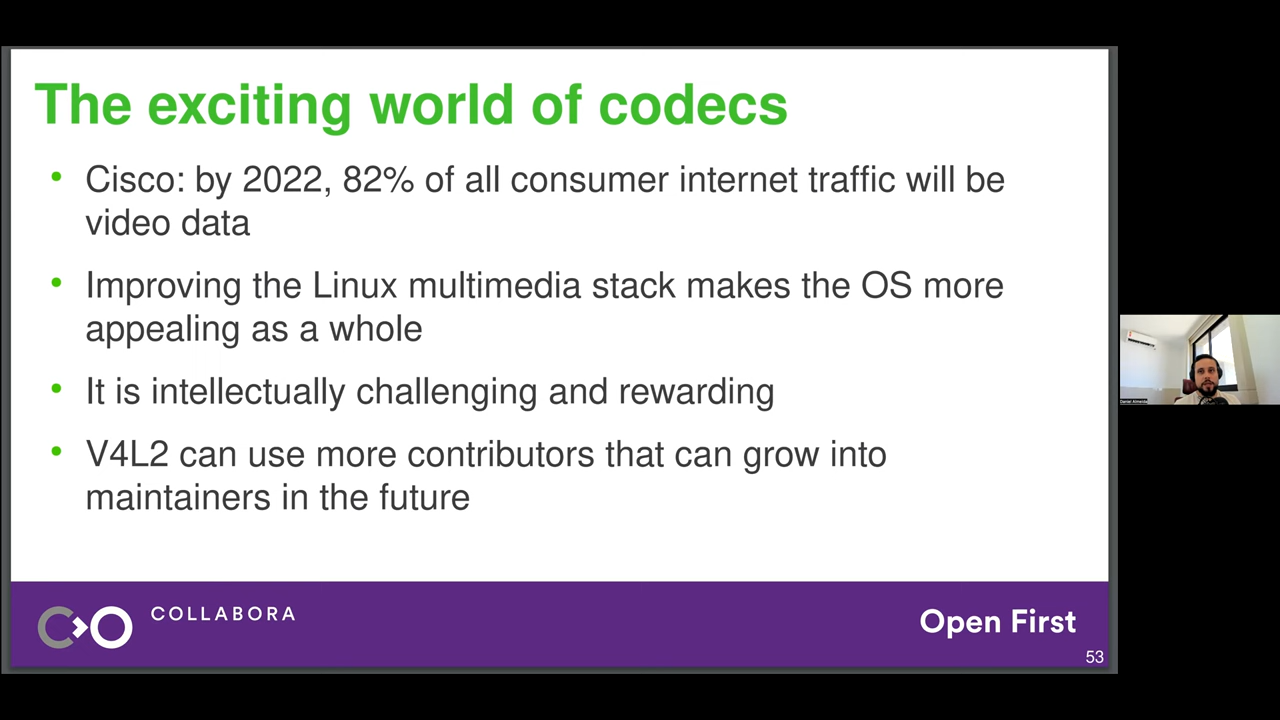 The exciting world of codecs
• Cisco: by 2022, 82% of all consumer internet traffic will be
video data
• Improving the Linux multimedia stack makes the OS more
appealing as a whole
• It is intellectually challenging and rewarding
• V4L2 can use more contributors that can grow into
maintainers in the future
COLLABORA
Open First
53
Daniel Almeida